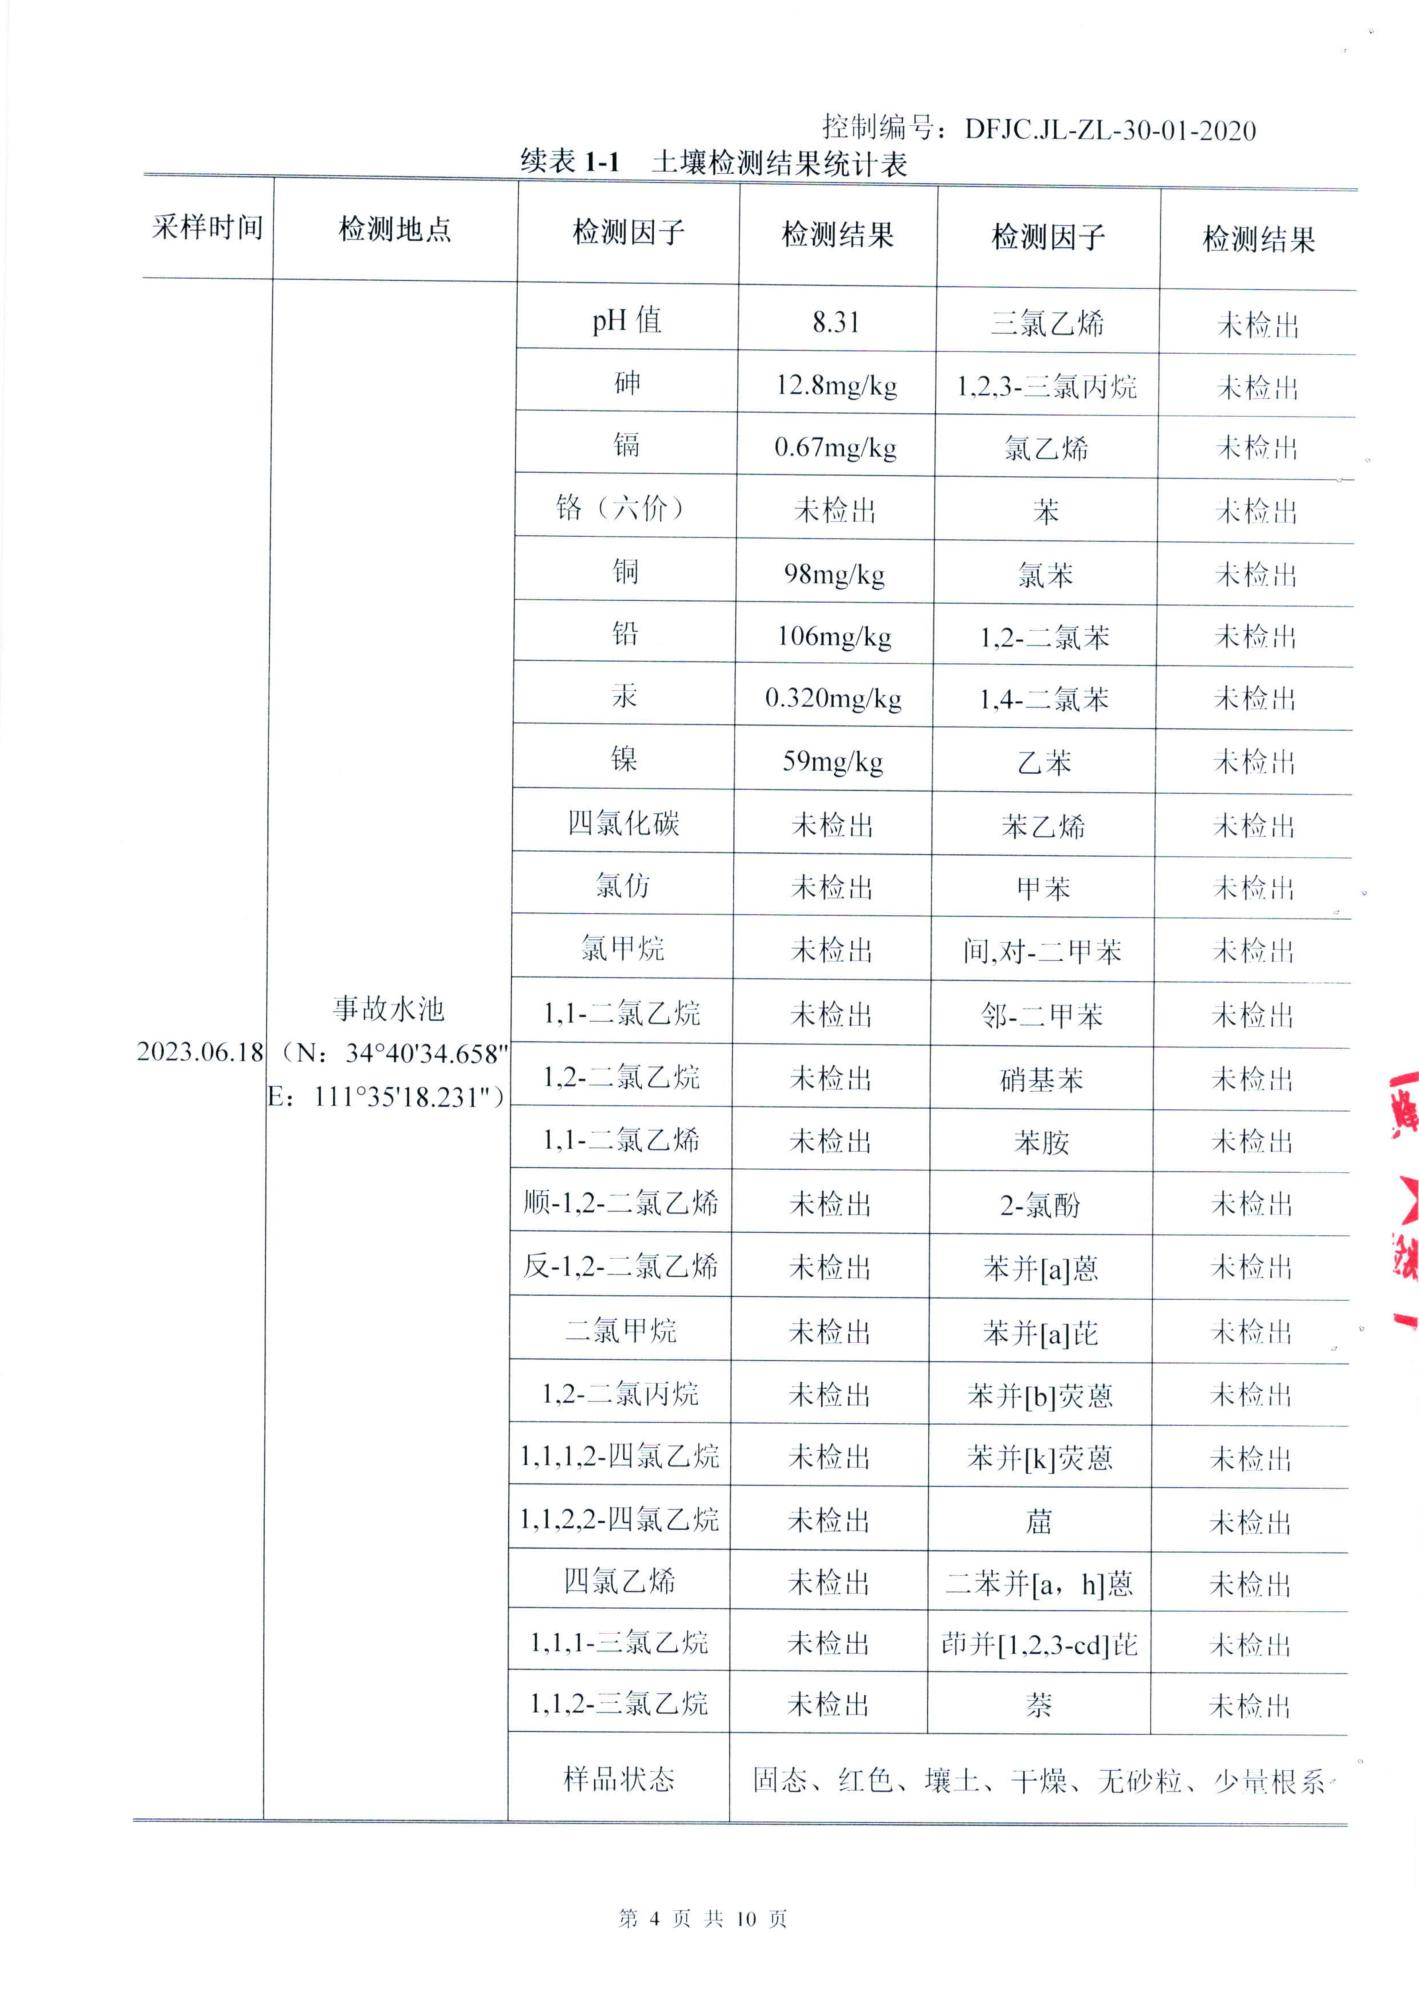 控制编号：DFJC.JL-ZL-30-01-2020
续表 1-1 土壤检测结果统计表
采样时间 检测地点 检测因子 检测结果 检测因子 检测结果
pH 值 8.31 三氯乙烯 未检出
砷 12.8mg/kg 1,2,3-三氯丙烷 未检出
镉 0.67mg/kg 氯乙烯 未检出
铬（六价） 未检出 苯 未检出
铜 98mg/kg 氯苯 未检出
铅 106mg/kg 1,2-二氯苯 未检出
汞 0.320mg/kg 1,4-二氯苯 未检出
镍 59mg/kg 乙苯 未检出
四氯化碳 未检出 苯乙烯 未检出
氯仿 未检出 甲苯 未检出
氯甲烷 未检出 间,对-二甲苯 未检出
1,1-二氯乙烷 未检出 邻-二甲苯 未检出
2023.06.18
事故水池
（N：34°40'34.658"
E：111°35'18.231"）
1,2-二氯乙烷 未检出 硝基苯 未检出
1,1-二氯乙烯 未检出 苯胺 未检出
顺-1,2-二氯乙烯 未检出 2-氯酚 未检出
反-1,2-二氯乙烯 未检出 苯并[a]蒽 未检出
二氯甲烷 未检出 苯并[a]芘 未检出
1,2-二氯丙烷 未检出 苯并[b]荧蒽 未检出
1,1,1,2-四氯乙烷 未检出 苯并[k]荧蒽 未检出
1,1,2,2-四氯乙烷 未检出 䓛 未检出
四氯乙烯 未检出 二苯并[a，h]蒽 未检出
1,1,1-三氯乙烷 未检出 茚并[1,2,3-cd]芘 未检出
1,1,2-三氯乙烷 未检出 萘 未检出
样品状态 固态、红色、壤土、干燥、无砂粒、少量根系
第 4 页 共 10 页